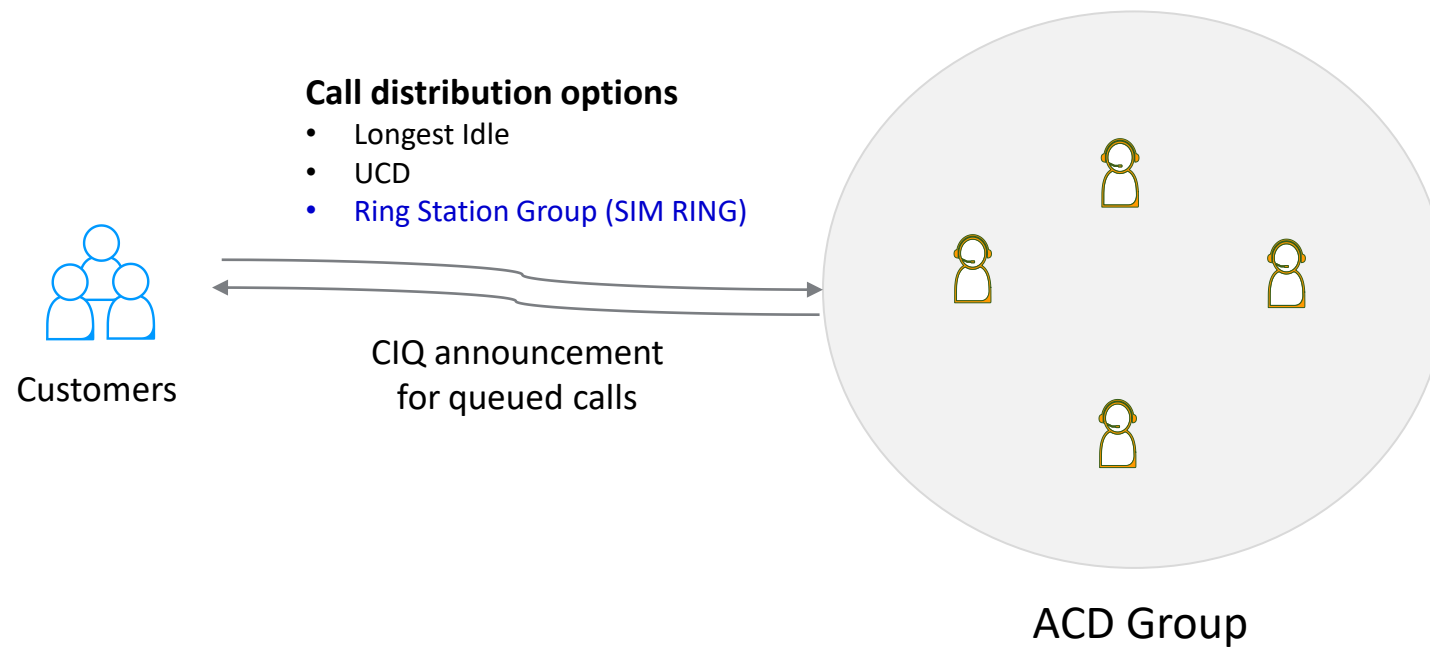 Call distribution options
• Longest Idle
• UCD
• Ring Station Group (SIM RING)
Customers
CIQ announcement
for queued calls
ACD Group